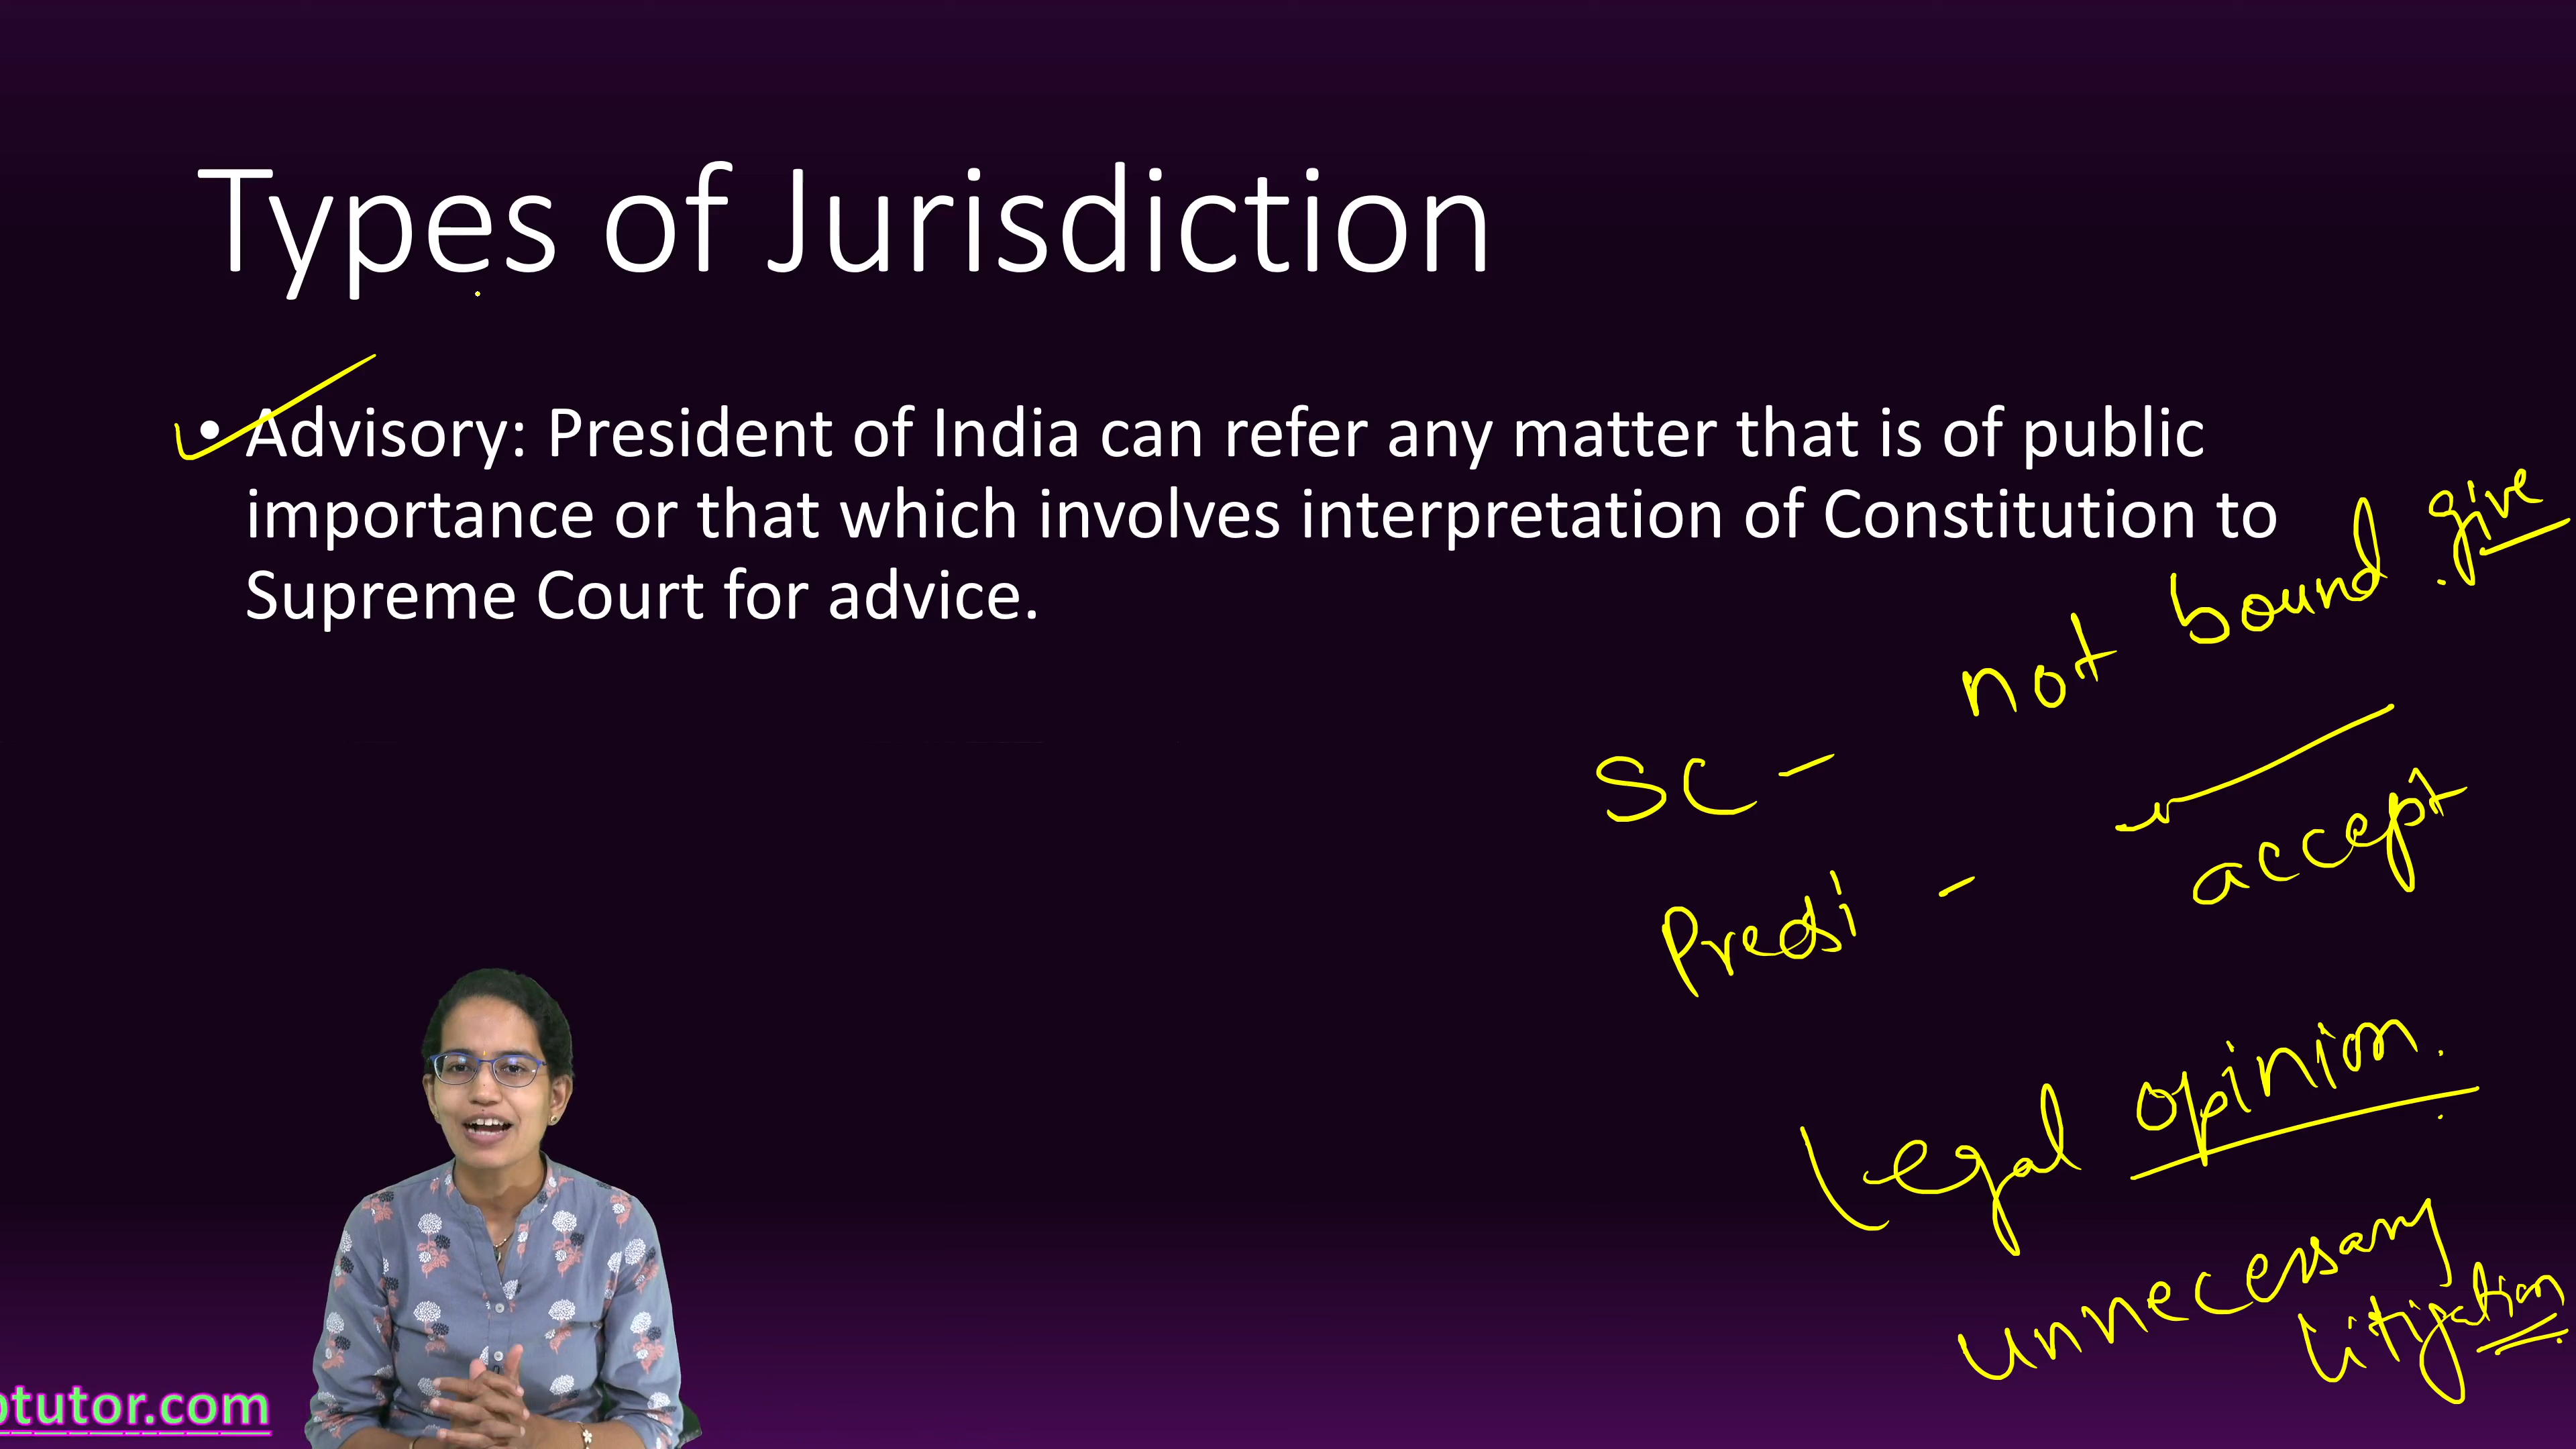 Types of Jurisdiction
• Advisory: President of India can refer any matter that is of public
importance or that which involves interpretation of Constitution to
Supreme Court for advice.
SC - not bound give
Presi - accept
Legal opinion.
unnecessary
litigation
tutor.com